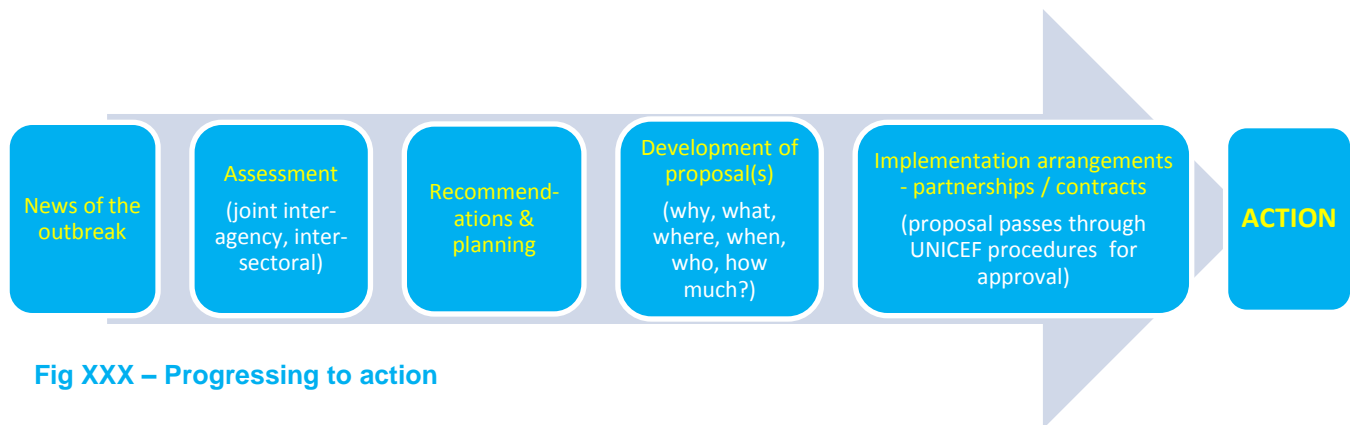 News of the
outbreak
Assessment
(joint inter-
agency, inter-
sectoral)
Recommend-
ations &
planning
Development of
proposal(s)
(why, what,
where, when,
who, how
much?)
Implementation arrangements
- partnerships / contracts
(proposal passes through
UNICEF procedures for
approval)
ACTION
Fig XXX – Progressing to action